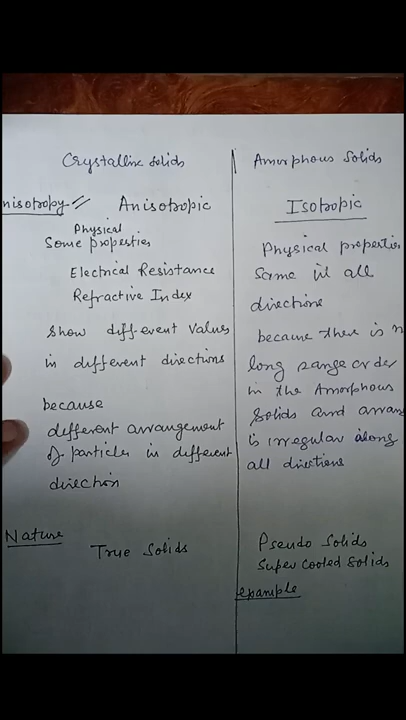 Crystalline Solids
nisotropy Anisotropic
Physical
Some properties
Electrical Resistance
Refractive Index
Show different values
in different directions
because
different arrangement
of particles in different
direction
Nature
True Solids
Amorphous Solids
Isotropic
Physical propertie
Same in all
directions
because there is n
long range order
in the Amorphous
Solids and arran
is irregular along
all directions
Pseudo Solids
Super Cooled Solids
example